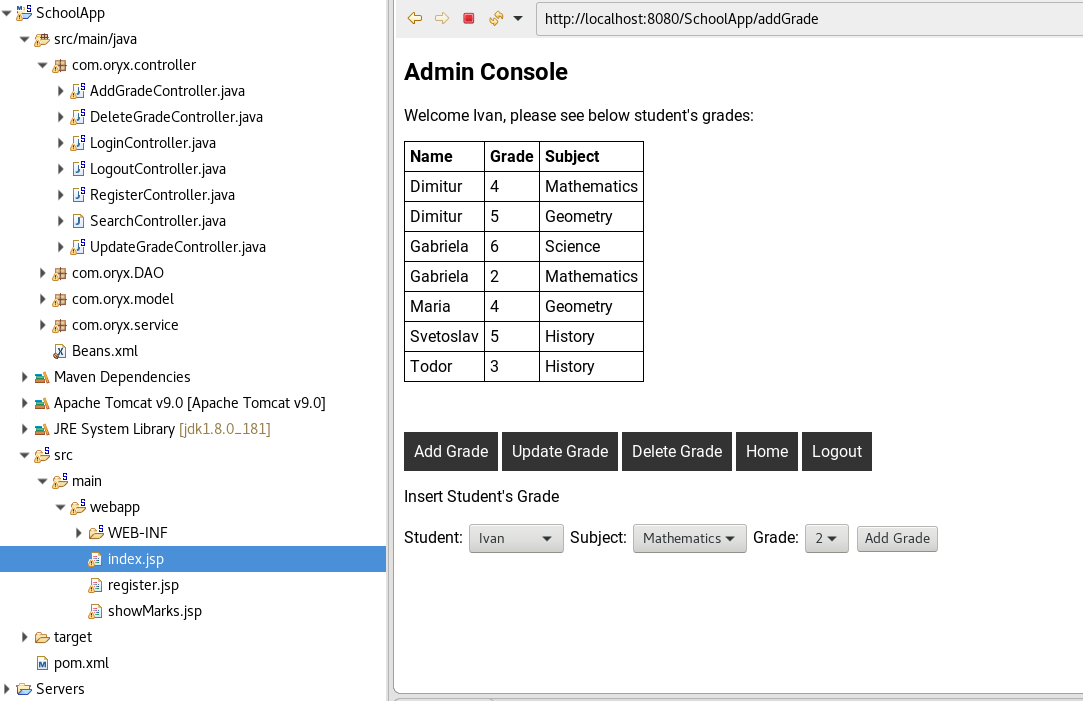 SchoolApp
src/main/java
com.oryx.controller
AddGradeController.java
DeleteGradeController.java
LoginController.java
LogoutController.java
RegisterController.java
SearchController.java
UpdateGradeController.java
com.oryx.DAO
com.oryx.model
com.oryx.service
Beans.xml
Maven Dependencies
Apache Tomcat v9.0 [Apache Tomcat v9.0]
JRE System Library [jdk1.8.0_181]
src
main
webapp
WEB-INF
index.jsp
register.jsp
showMarks.jsp
target
pom.xml
Servers
http://localhost:8080/SchoolApp/addGrade
Admin Console
Welcome Ivan, please see below student's grades:
Name Grade Subject
Dimitur 4 Mathematics
Dimitur 5 Geometry
Gabriela 6 Science
Gabriela 2 Mathematics
Maria 4 Geometry
Svetoslav 5 History
Todor 3 History
Add Grade Update Grade Delete Grade Home Logout
Insert Student's Grade
Student: Ivan Subject: Mathematics Grade: 2 Add Grade